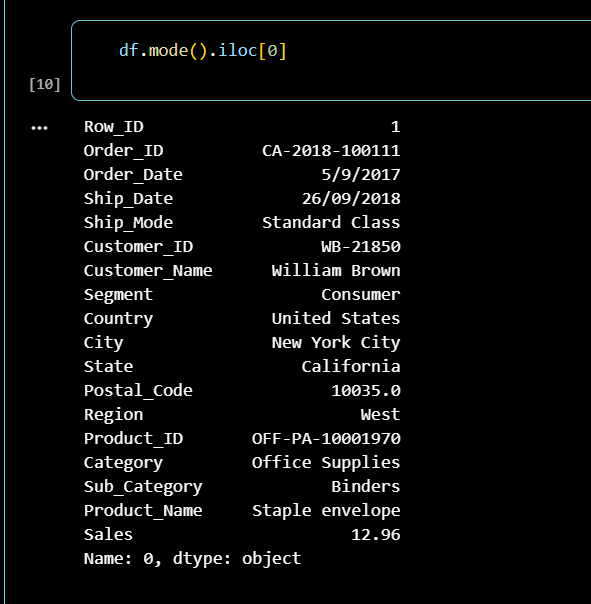 df.mode().iloc[0]
[10]
...
Row_ID 1
Order_ID CA-2018-100111
Order_Date 5/9/2017
Ship_Date 26/09/2018
Ship_Mode Standard Class
Customer_ID WB-21850
Customer_Name William Brown
Segment Consumer
Country United States
City New York City
State California
Postal_Code 10035.0
Region West
Product_ID OFF-PA-10001970
Category Office Supplies
Sub_Category Binders
Product_Name Staple envelope
Sales 12.96
Name: 0, dtype: object